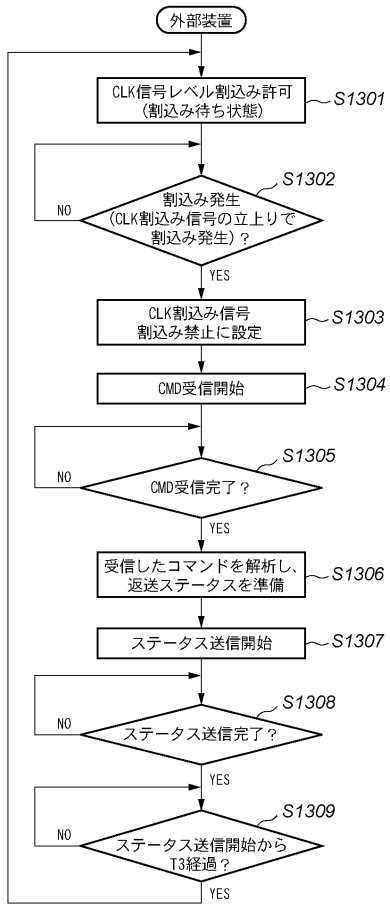 外部装置
CLK信号レベル割込み許可
(割込み待ち状態)
S1301
S1302
割込み発生
(CLK割込み信号の立上りで
割込み発生)?
NO
YES
CLK割込み信号
割込み禁止に設定
S1303
CMD受信開始
S1304
S1305
CMD受信完了?
NO
YES
受信したコマンドを解析し、
返送ステータスを準備
S1306
ステータス送信開始
S1307
S1308
ステータス送信完了?
NO
YES
S1309
ステータス送信開始から
T3経過?
NO
YES